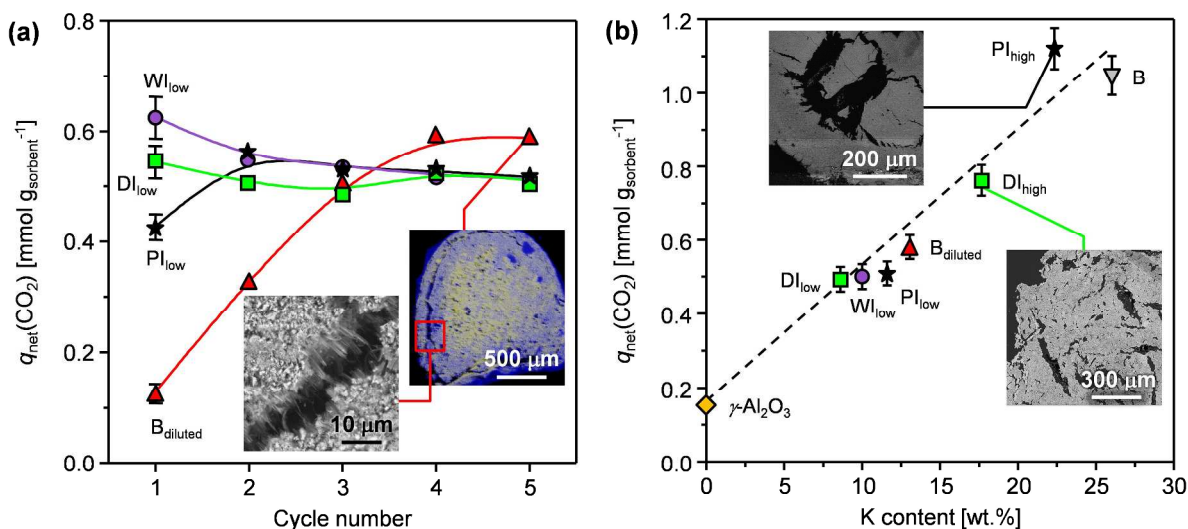 (a)
0.8
0.6
0.4
0.2
0.0
q_net(CO₂) [mmol g_sorbent⁻¹]
WI_low
DI_low
PI_low
B_diluted
10 μm
500 μm
1 2 3 4 5
Cycle number
(b)
1.2
1.0
0.8
0.6
0.4
0.2
0.0
q_net(CO₂) [mmol g_sorbent⁻¹]
PI_high
B
200 μm
DI_high
B_diluted
DI_low
WI_low
PI_low
300 μm
γ-Al₂O₃
0 5 10 15 20 25 30
K content [wt.%]